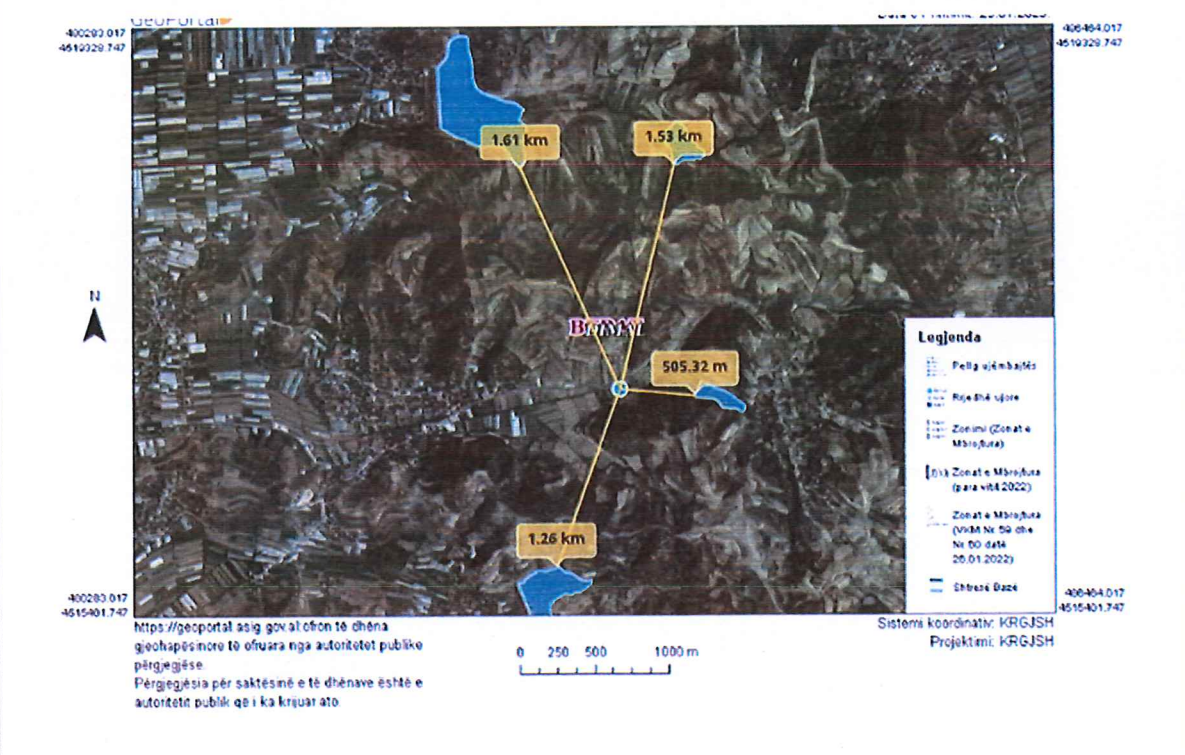 GeoPortal
400283.017
4519329.747
406464.017
4519329.747
1.61 km
1.53 km
N
505.32 m
Legjenda
Pellg ujëmbajtës
Rrjedhë ujore
Zonimi (Zonat e
Mbrojtura)
Zonat e Mbrojtura
(para vitit 2022)
Zonat e Mbrojtura
(VKM Nr. 59 dhe
Nr. 60 datë
26.01.2022)
Shtresë Bazë
1.26 km
400283.017
4515401.747
406464.017
4515401.747
https://geoportal.asig.gov.al ofron të dhëna
gjeohapësinore të ofruara nga autoritetet publike
përgjegjëse.
Përgjegjësia për saktësinë e të dhënave është e
autoritetit publik që i ka krijuar ato.
0 250 500 1000 m
Sistemi koordinativ: KRGJSH
Projektimi: KRGJSH